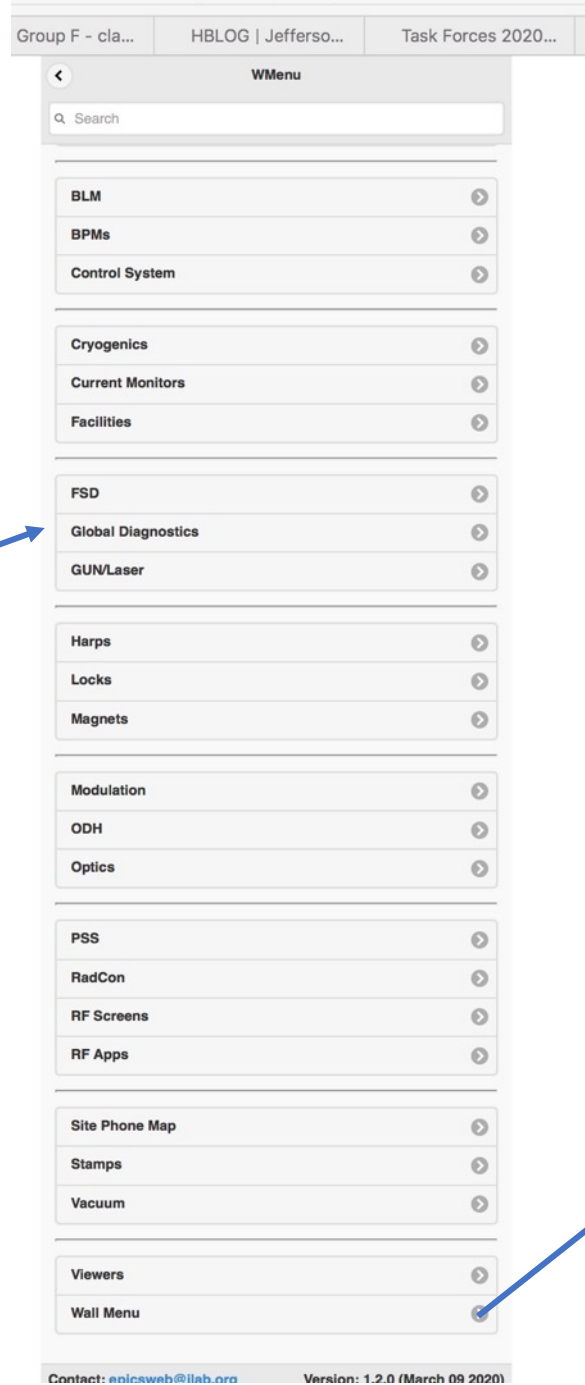 Group F - cla... HBLOG | Jefferso... Task Forces 2020...
WMenu
Search
BLM
BPMs
Control System
Cryogenics
Current Monitors
Facilities
FSD
Global Diagnostics
GUN/Laser
Harps
Locks
Magnets
Modulation
ODH
Optics
PSS
RadCon
RF Screens
RF Apps
Site Phone Map
Stamps
Vacuum
Viewers
Wall Menu
Contact: epicsweb@jlab.org Version: 1.2.0 (March 09 2020)